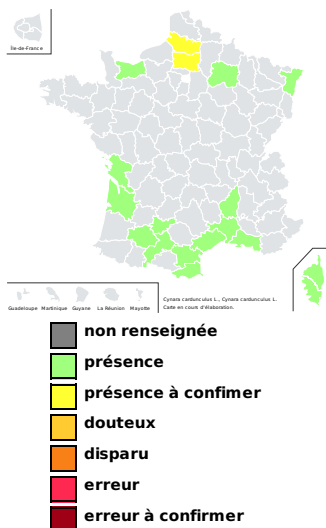 Île-de-France
Guadeloupe Martinique Guyane La Réunion Mayotte
Cynara cardunculus L., Cynara cardunculus L.
Carte en cours d'élaboration.
non renseignée
présence
présence à confimer
douteux
disparu
erreur
erreur à confirmer